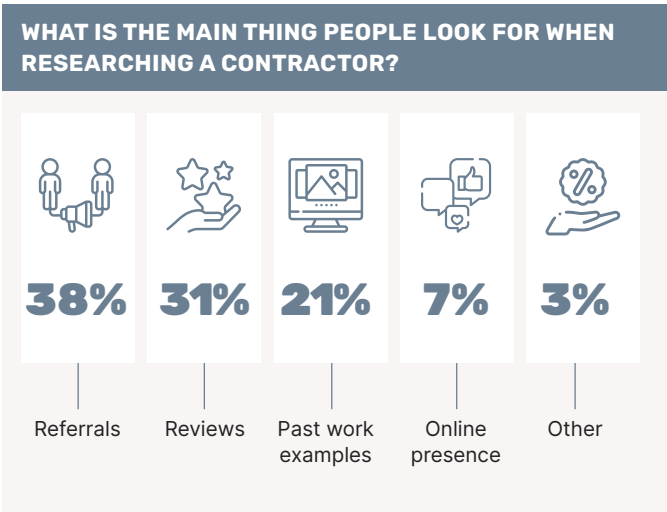 WHAT IS THE MAIN THING PEOPLE LOOK FOR WHEN
RESEARCHING A CONTRACTOR?
38%
31%
21%
7%
3%
Referrals
Reviews
Past work
examples
Online
presence
Other